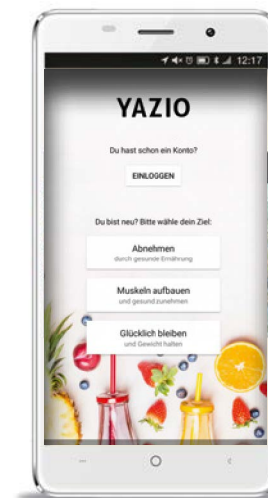 12:17
YAZIO
Du hast schon ein Konto?
EINLOGGEN
Du bist neu? Bitte wähle dein Ziel:
Abnehmen
durch gesunde Ernährung
Muskeln aufbauen
und gesund zunehmen
Glücklich bleiben
und Gewicht halten